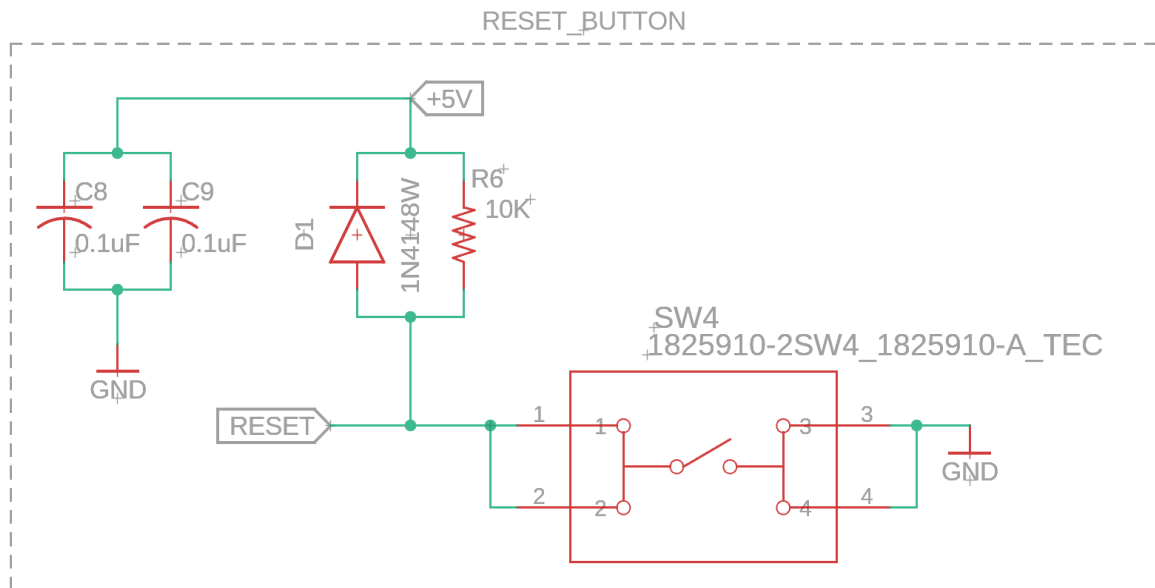 RESET_BUTTON
+5V
C8
C9
R6
10K
0.1uF
0.1uF
D1
1N4148W
SW4
1825910-2SW4_1825910-A_TEC
GND
RESET
1
1
3
3
2
2
4
4
GND